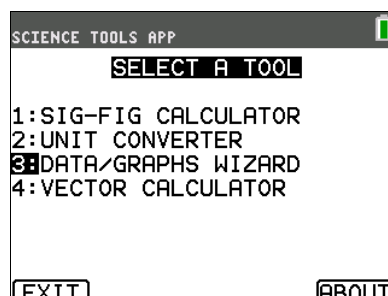 SCIENCE TOOLS APP
SELECT A TOOL
1:SIG-FIG CALCULATOR
2:UNIT CONVERTER
3:DATA/GRAPHS WIZARD
4:VECTOR CALCULATOR
EXIT ABOUT